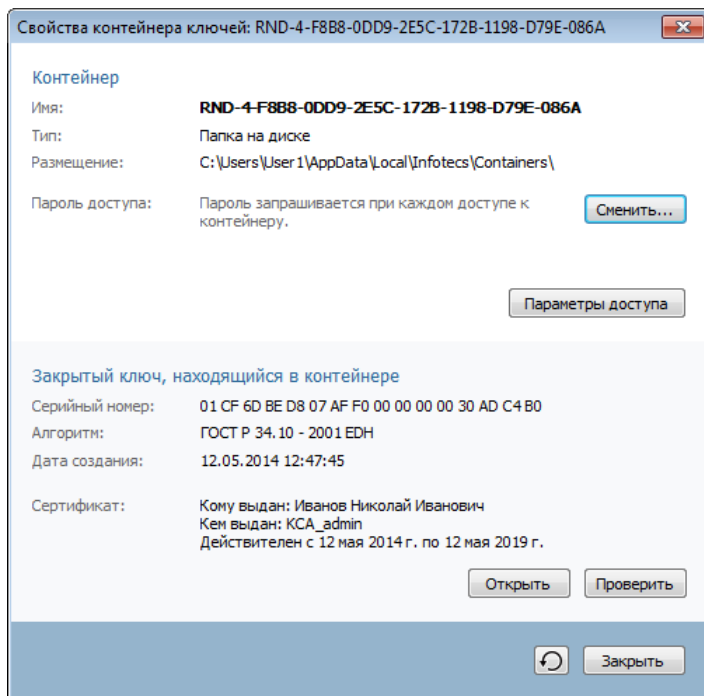 Свойства контейнера ключей: RND-4-F8B8-0DD9-2E5C-172B-1198-D79E-086A
Контейнер
Имя: RND-4-F8B8-0DD9-2E5C-172B-1198-D79E-086A
Тип: Папка на диске
Размещение: C:\Users\User1\AppData\Local\Infotecs\Containers\
Пароль доступа: Пароль запрашивается при каждом доступе к
контейнеру.
Сменить...
Параметры доступа
Закрытый ключ, находящийся в контейнере
Серийный номер: 01 CF 6D BE D8 07 AF F0 00 00 00 00 30 AD C4 B0
Алгоритм: ГОСТ Р 34.10 - 2001 EDH
Дата создания: 12.05.2014 12:47:45
Сертификат: Кому выдан: Иванов Николай Иванович
Кем выдан: KCA_admin
Действителен с 12 мая 2014 г. по 12 мая 2019 г.
Открыть Проверить
Закрыть